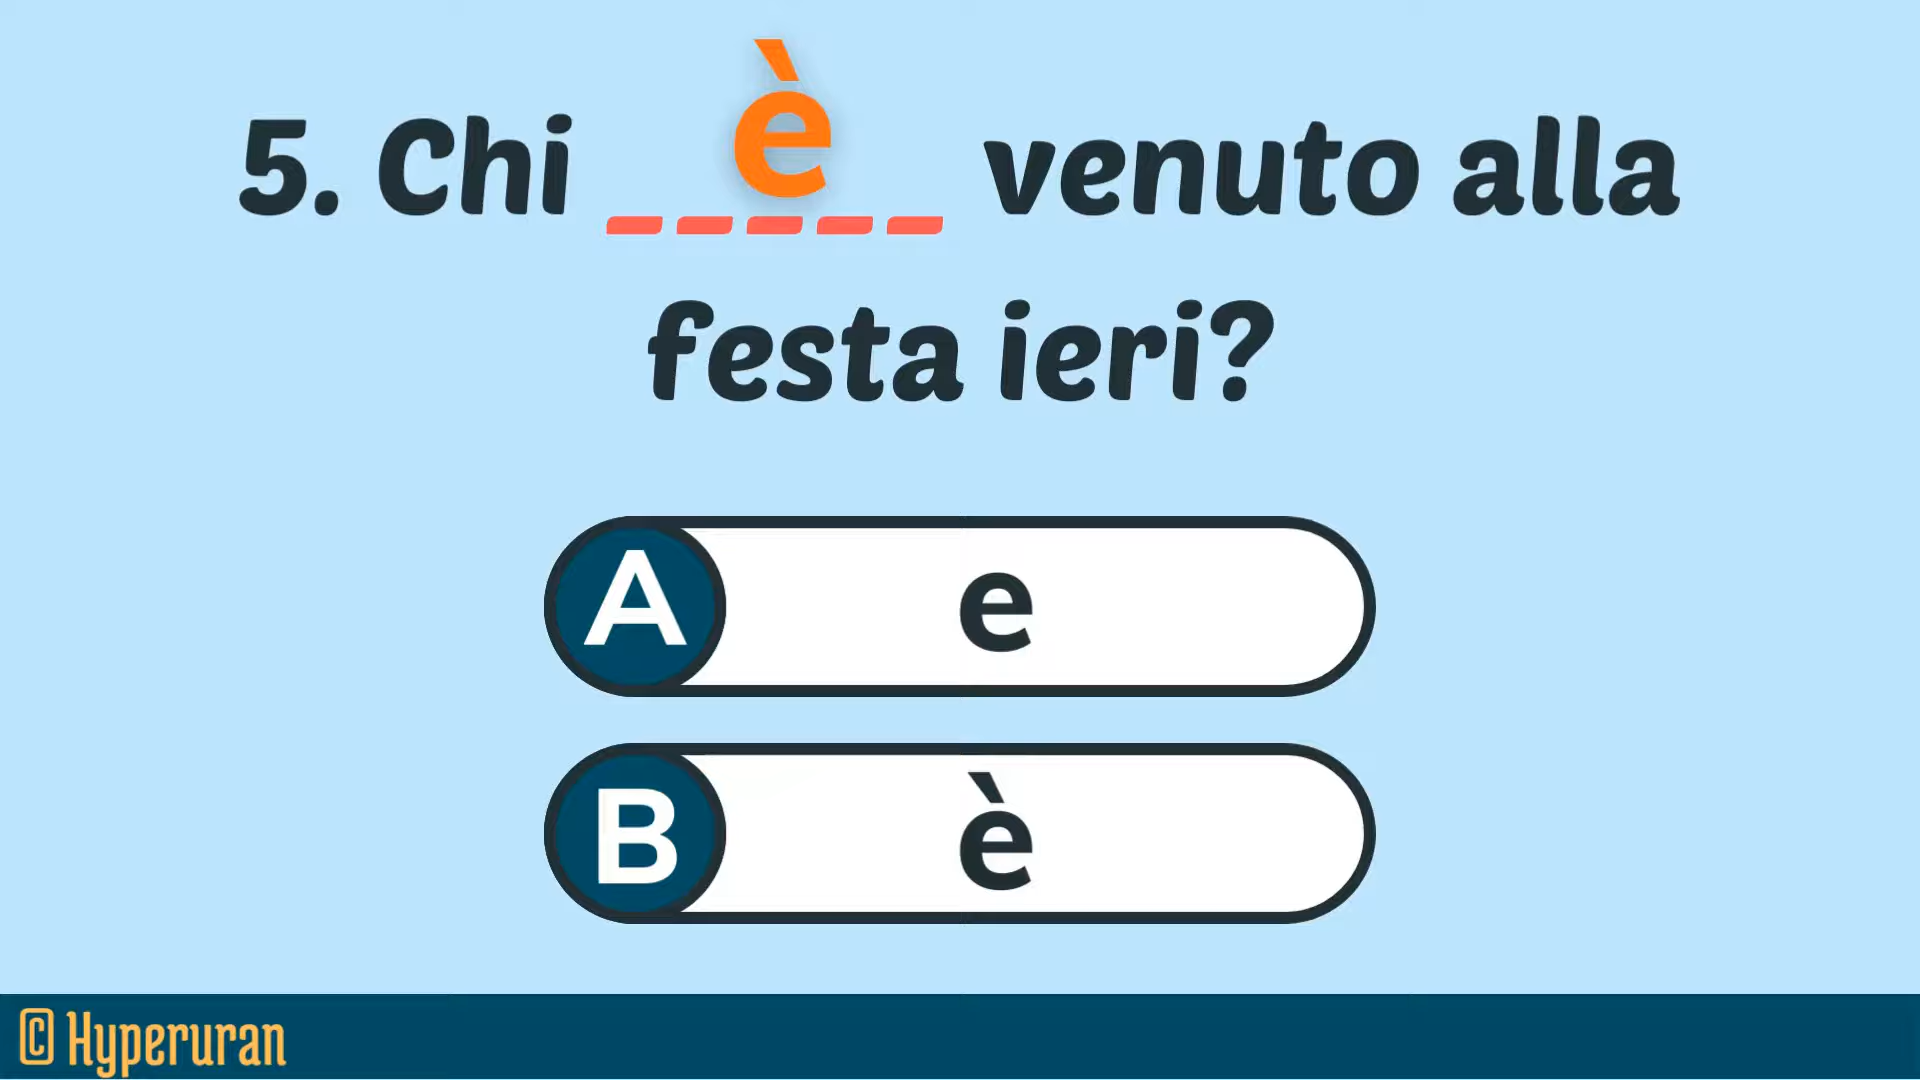 5. Chi è venuto alla
festa ieri?
A e
B è
© Hyperuran